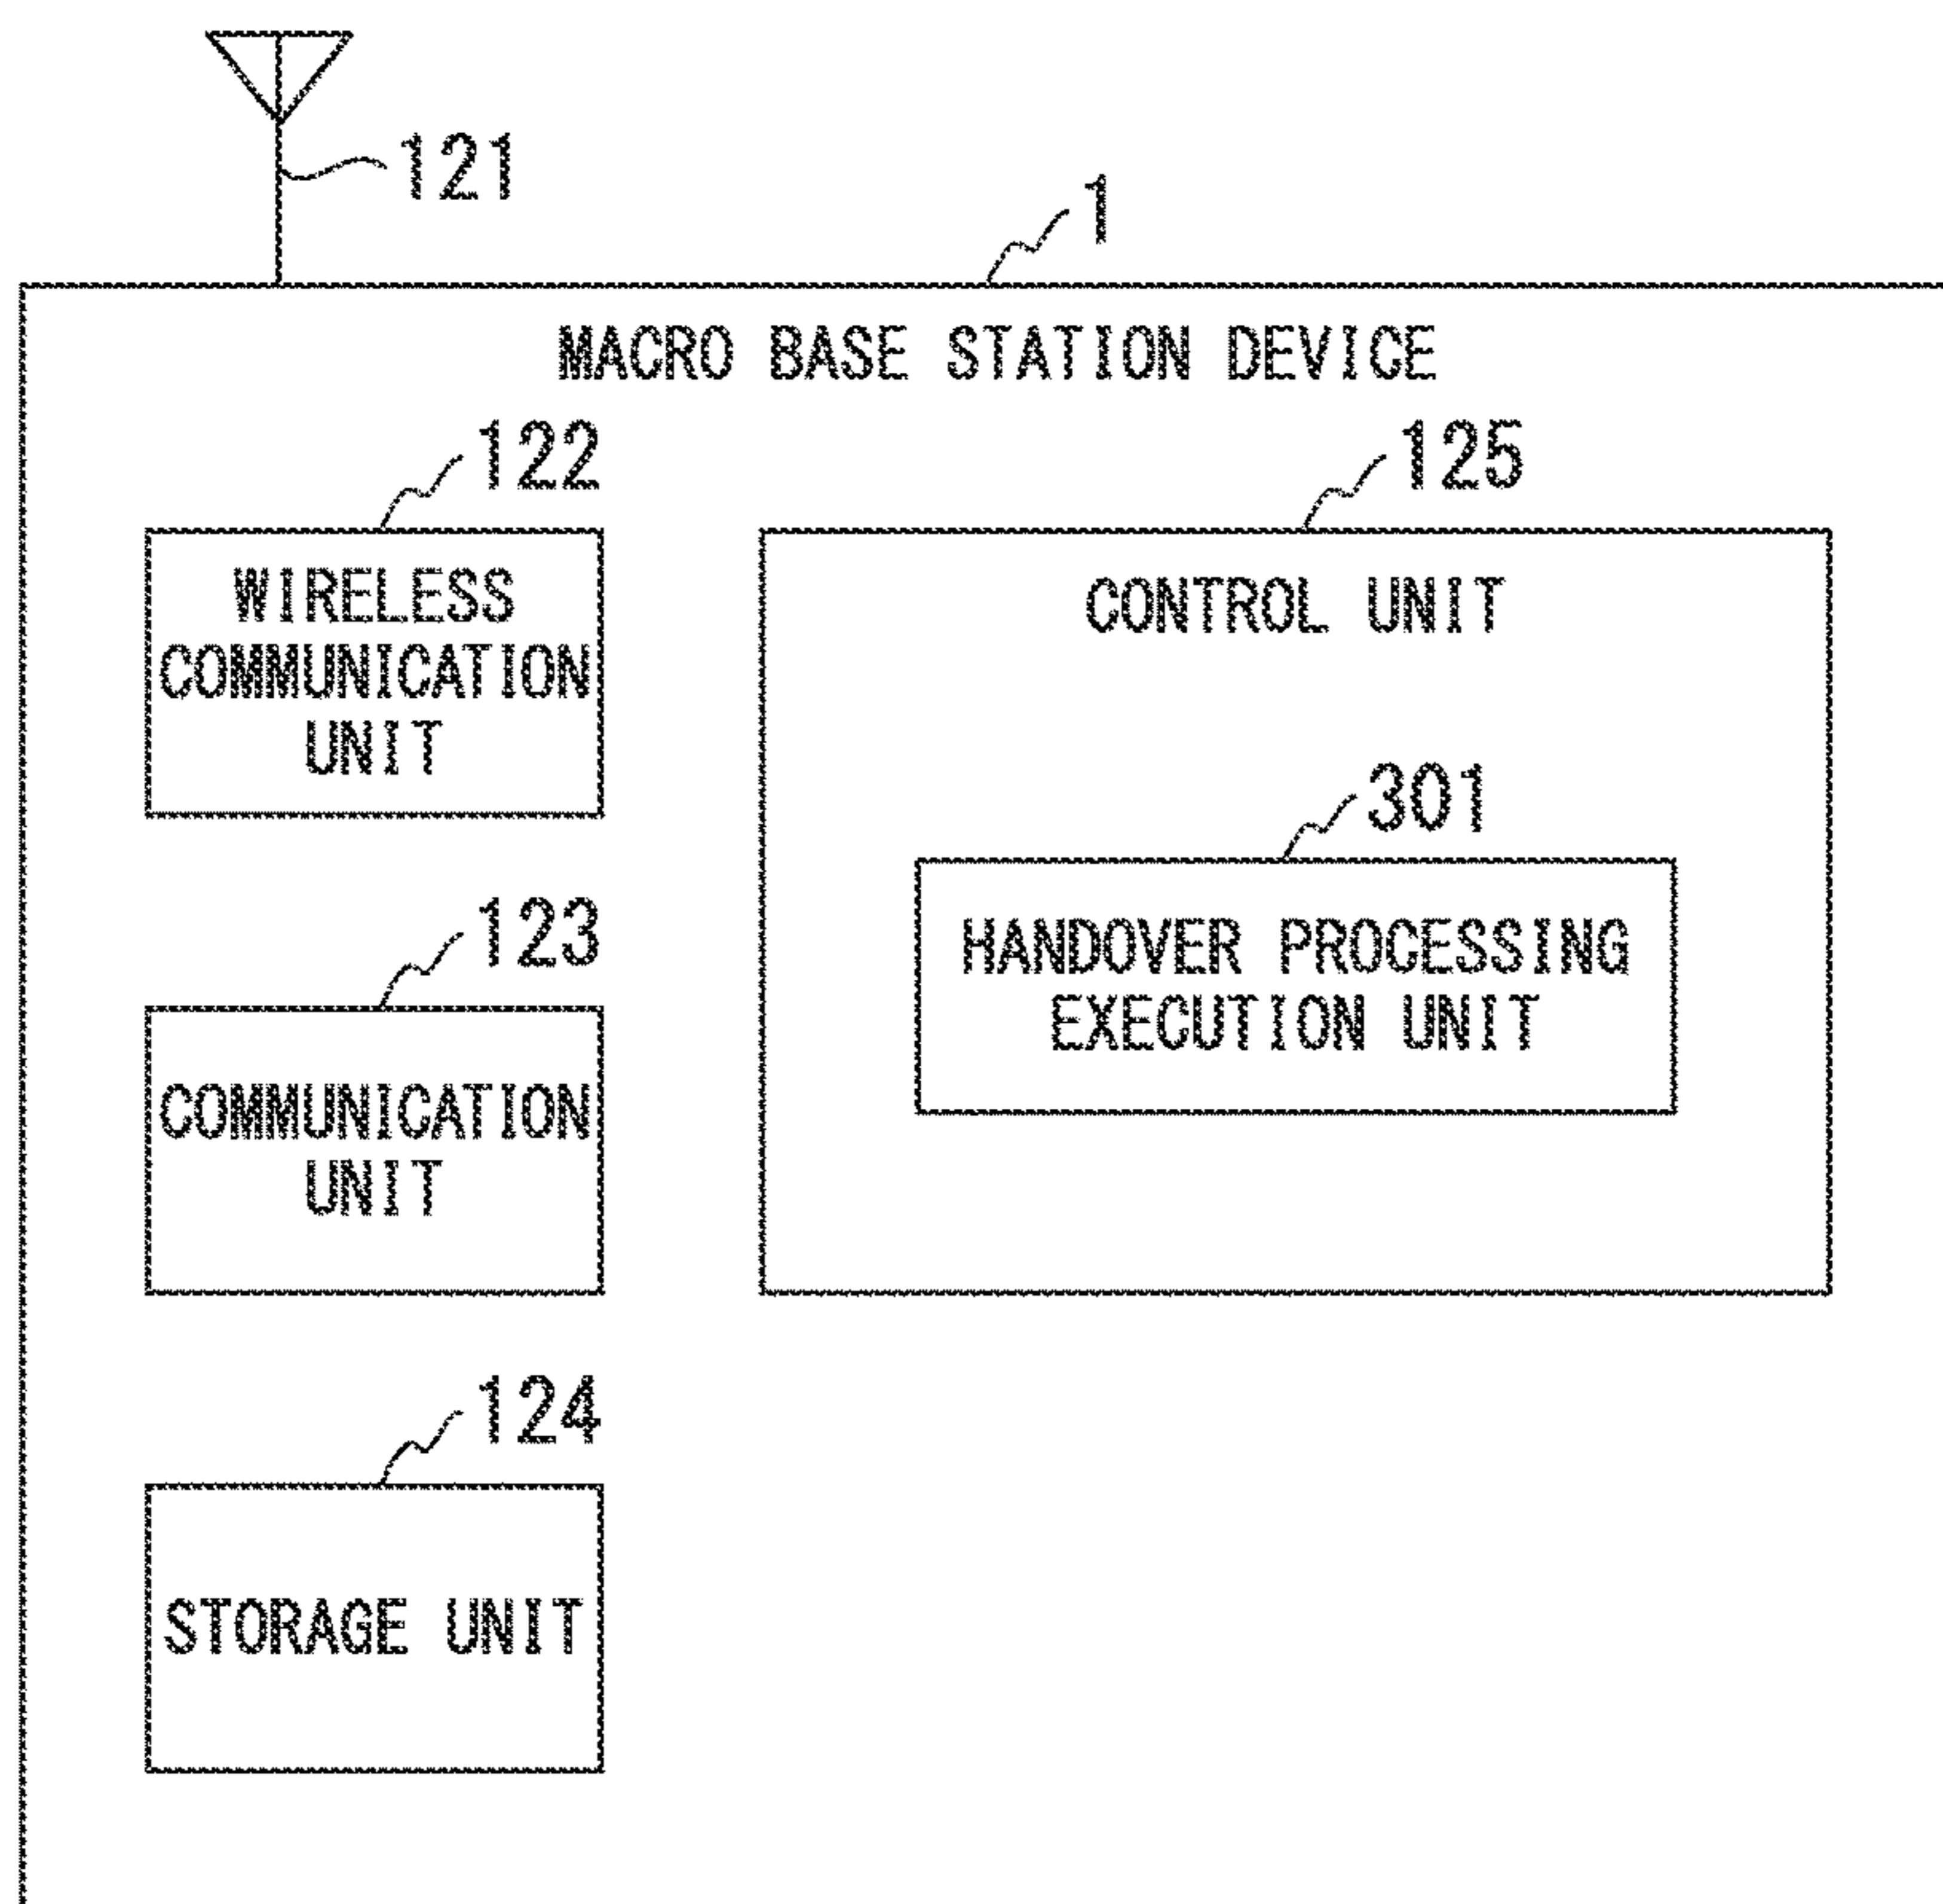 121
1
MACRO BASE STATION DEVICE
122
WIRELESS
COMMUNICATION
UNIT
123
COMMUNICATION
UNIT
124
STORAGE UNIT
125
CONTROL UNIT
301
HANDOVER PROCESSING
EXECUTION UNIT